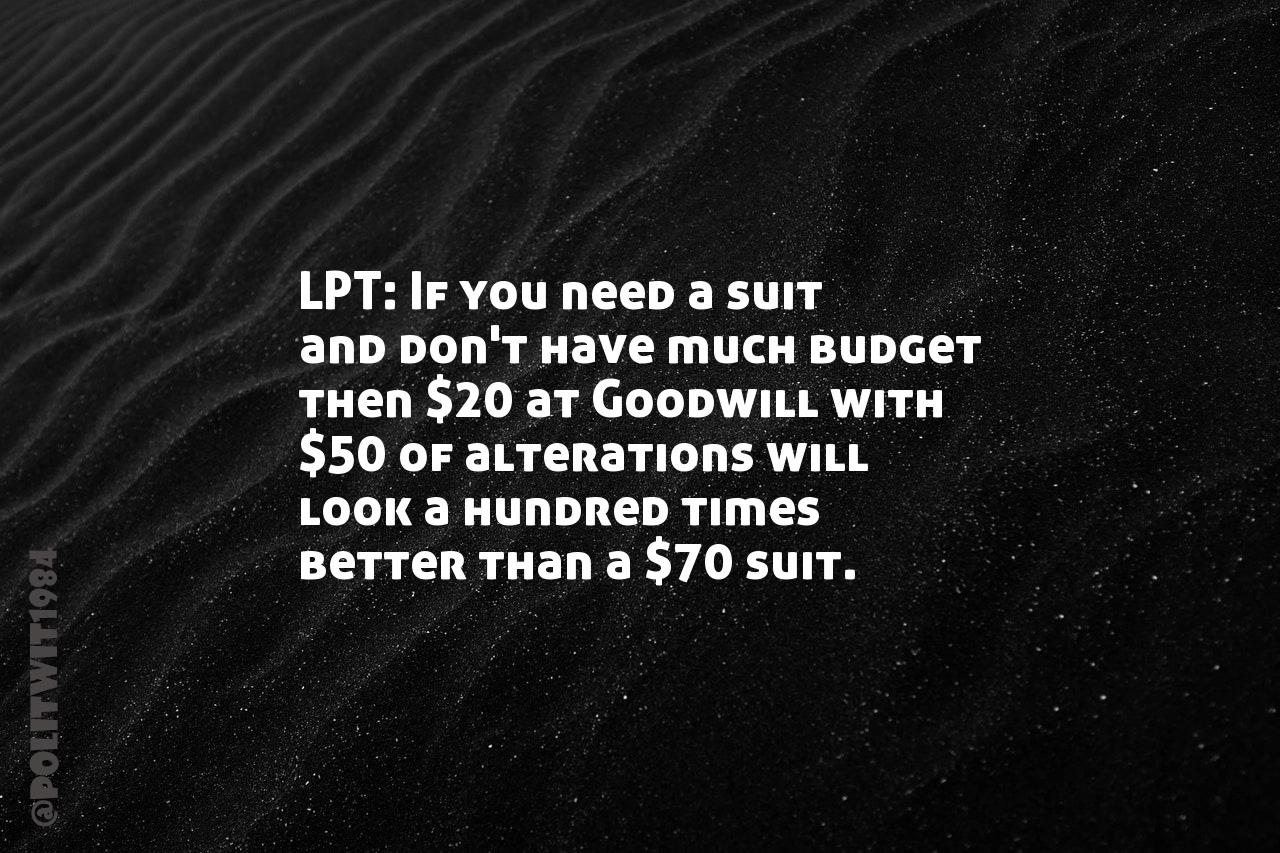 LPT: If you need a suit
and don't have much budget
then $20 at Goodwill with
$50 of alterations will
look a hundred times
better than a $70 suit.
@politwit1984